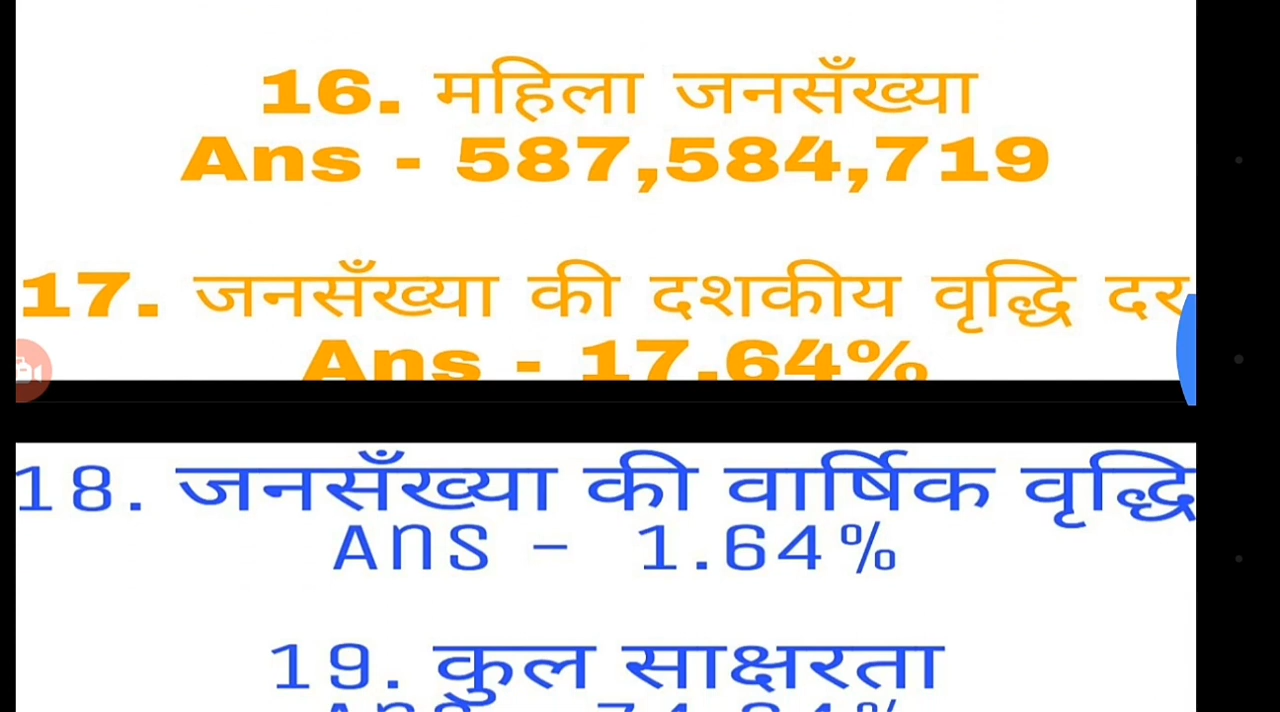 16. महिला जनसँख्या
Ans - 587,584,719
17. जनसँख्या की दशकीय वृद्धि दर
Ans - 17.64%
18. जनसँख्या की वार्षिक वृद्धि
Ans - 1.64%
19. कुल साक्षरता